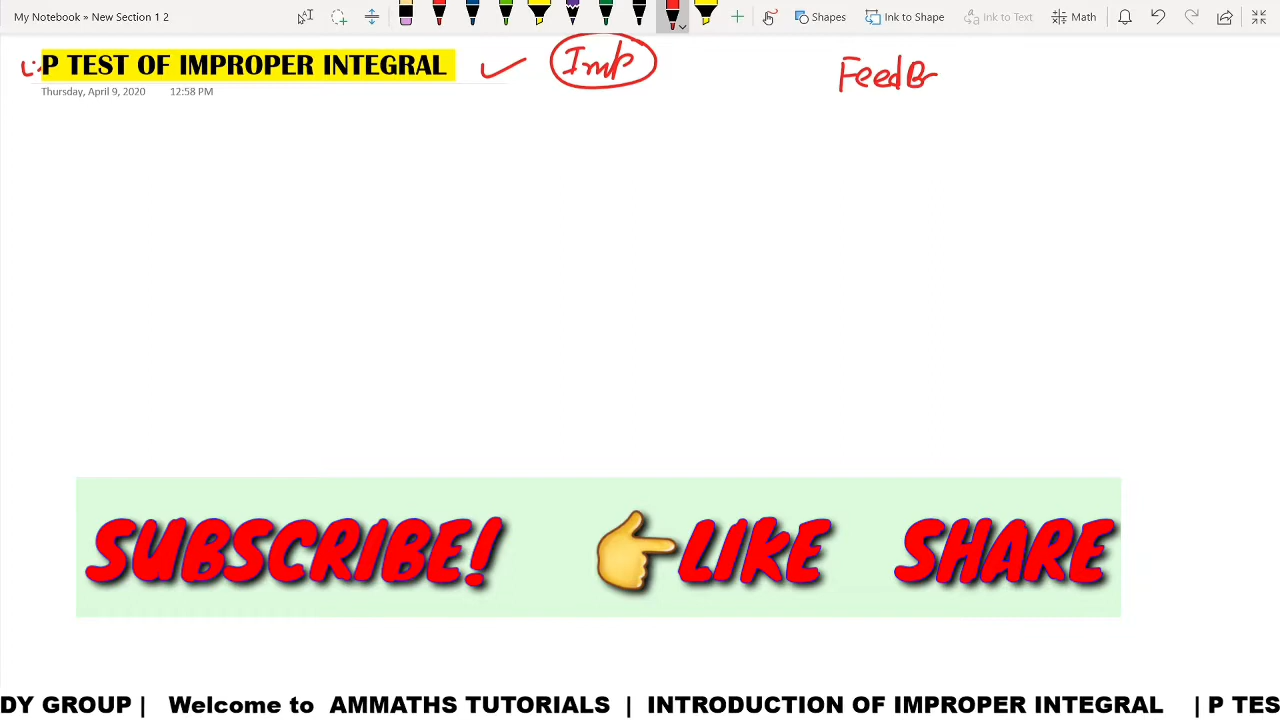 My Notebook » New Section 1 2
Shapes Ink to Shape Ink to Text Math
P TEST OF IMPROPER INTEGRAL Imp FeedB
Thursday, April 9, 2020 12:58 PM
SUBSCRIBE! LIKE SHARE
DY GROUP | Welcome to AMMATHS TUTORIALS | INTRODUCTION OF IMPROPER INTEGRAL | P TES